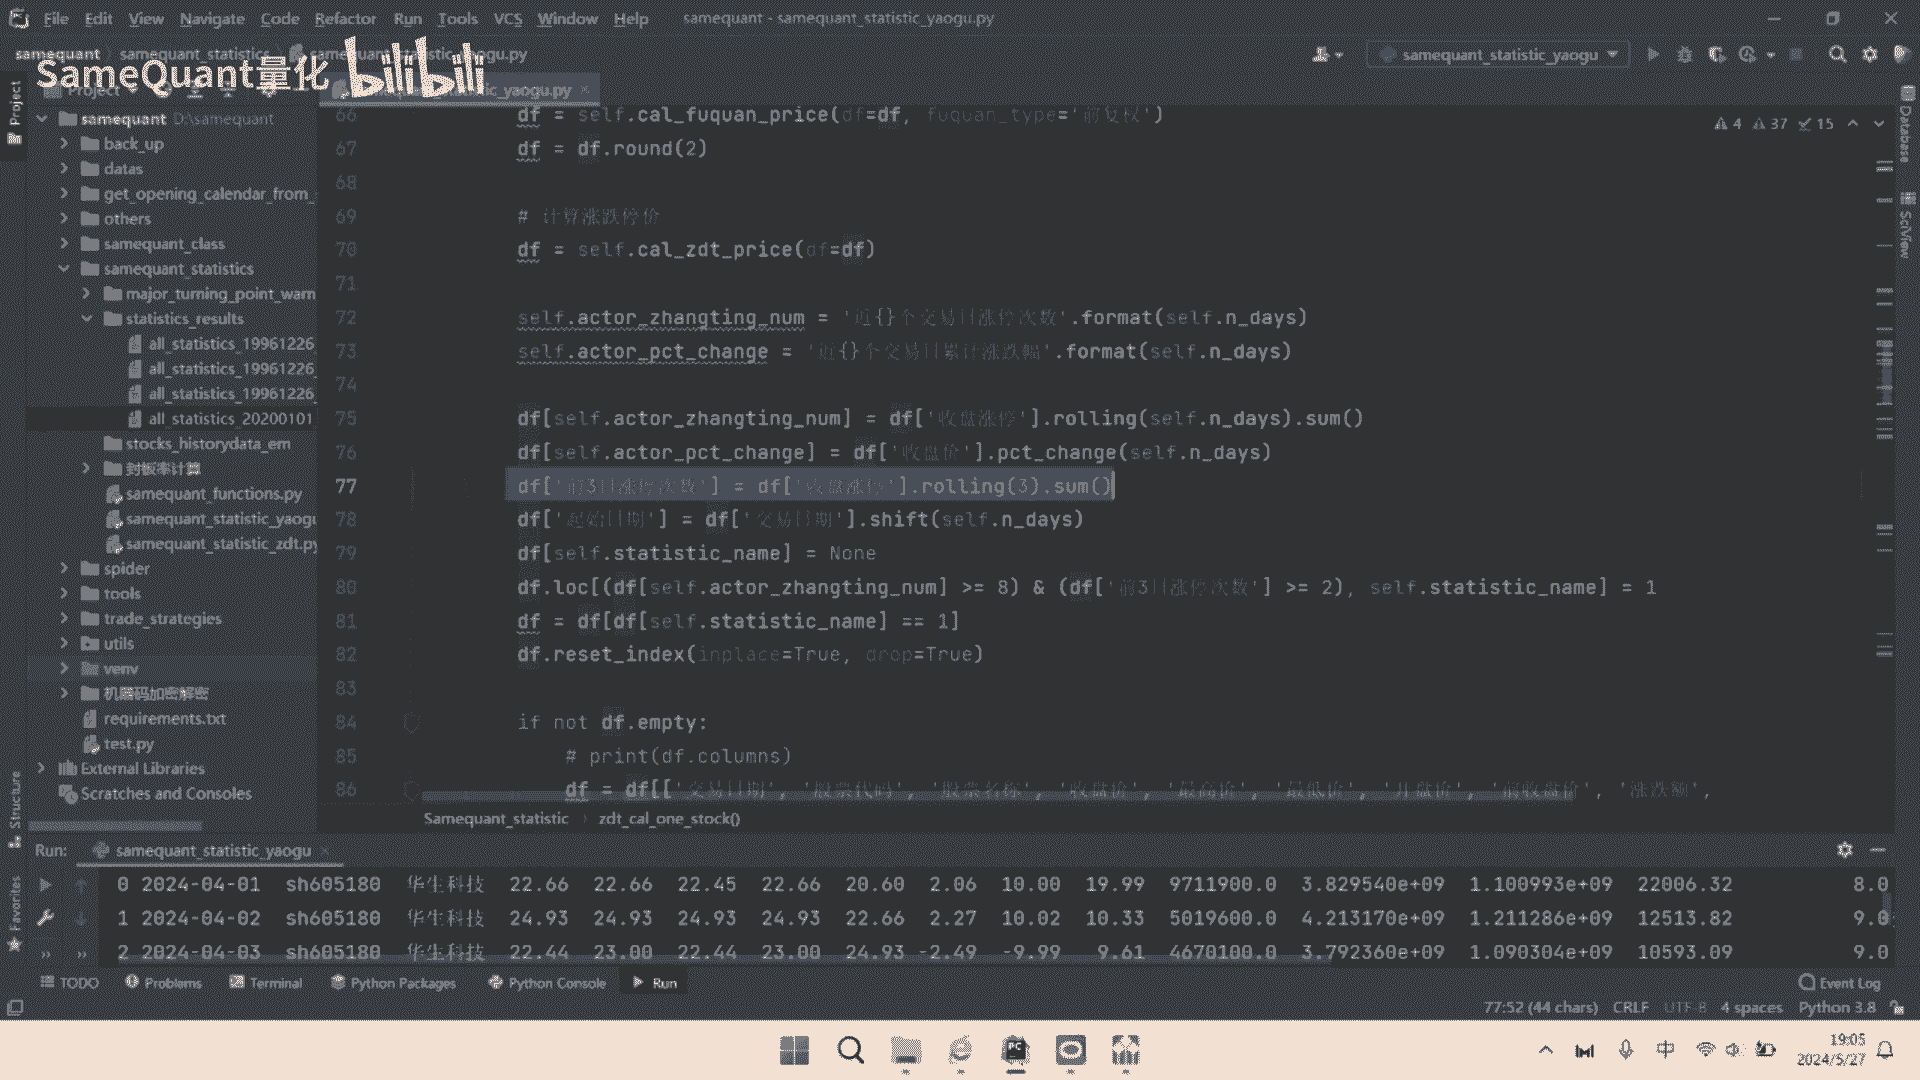 File Edit View Navigate Code Refactor Run Tools VCS Window Help samequant - samequant_statistic_yaogu.py
samequant samequant_statistics samequant_statistic_yaogu.py samequant_statistic_yaogu
SameQuant量化 bilibili
Project
samequant D:\samequant
back_up
datas
get_opening_calendar_from_
others
samequant_class
samequant_statistics
major_turning_point_warn
statistics_results
all_statistics_19961226_
all_statistics_19961226_
all_statistics_19961226_
all_statistics_20200101_
stocks_historydata_em
封板率计算
samequant_functions.py
samequant_statistic_yaogu
samequant_statistic_zdt.py
spider
tools
trade_strategies
utils
venv
机器码加密解密
requirements.txt
test.py
External Libraries
Scratches and Consoles
Project
Structure
Favorites
Database
SciView
4 37 15
66 df = self.cal_fuquan_price(df=df, fuquan_type='前复权')
67 df = df.round(2)
68
69 # 计算涨跌停价
70 df = self.cal_zdt_price(df=df)
71
72 self.actor_zhangting_num = '近{}个交易日涨停次数'.format(self.n_days)
73 self.actor_pct_change = '近{}个交易日累计涨跌幅'.format(self.n_days)
74
75 df[self.actor_zhangting_num] = df['收盘涨停'].rolling(self.n_days).sum()
76 df[self.actor_pct_change] = df['收盘价'].pct_change(self.n_days)
77 df['前3日涨停次数'] = df['收盘涨停'].rolling(3).sum()
78 df['起始日期'] = df['交易日期'].shift(self.n_days)
79 df[self.statistic_name] = None
80 df.loc[(df[self.actor_zhangting_num] >= 8) & (df['前3日涨停次数'] >= 2), self.statistic_name] = 1
81 df = df[df[self.statistic_name] == 1]
82 df.reset_index(inplace=True, drop=True)
83
84 if not df.empty:
85 # print(df.columns)
86 df = df[['交易日期', '股票代码', '股票名称', '收盘价', '最高价', '最低价', '开盘价', '前收盘价', '涨跌额',
Samequant_statistic zdt_cal_one_stock()
Run: samequant_statistic_yaogu
0 2024-04-01 sh605180 华生科技 22.66 22.66 22.45 22.66 20.60 2.06 10.00 19.99 9711900.0 3.829540e+09 1.100993e+09 22006.32 8.0
1 2024-04-02 sh605180 华生科技 24.93 24.93 24.93 24.93 22.66 2.27 10.02 10.33 5019600.0 4.213170e+09 1.211286e+09 12513.82 9.0
2 2024-04-03 sh605180 华生科技 22.44 23.00 22.44 23.00 24.93 -2.49 -9.99 9.61 4670100.0 3.792360e+09 1.090304e+09 10593.09 9.0
TODO Problems Terminal Python Packages Python Console Run Event Log
77:52 (44 chars) CRLF UTF-8 4 spaces Python 3.8
中
19:05
2024/5/27